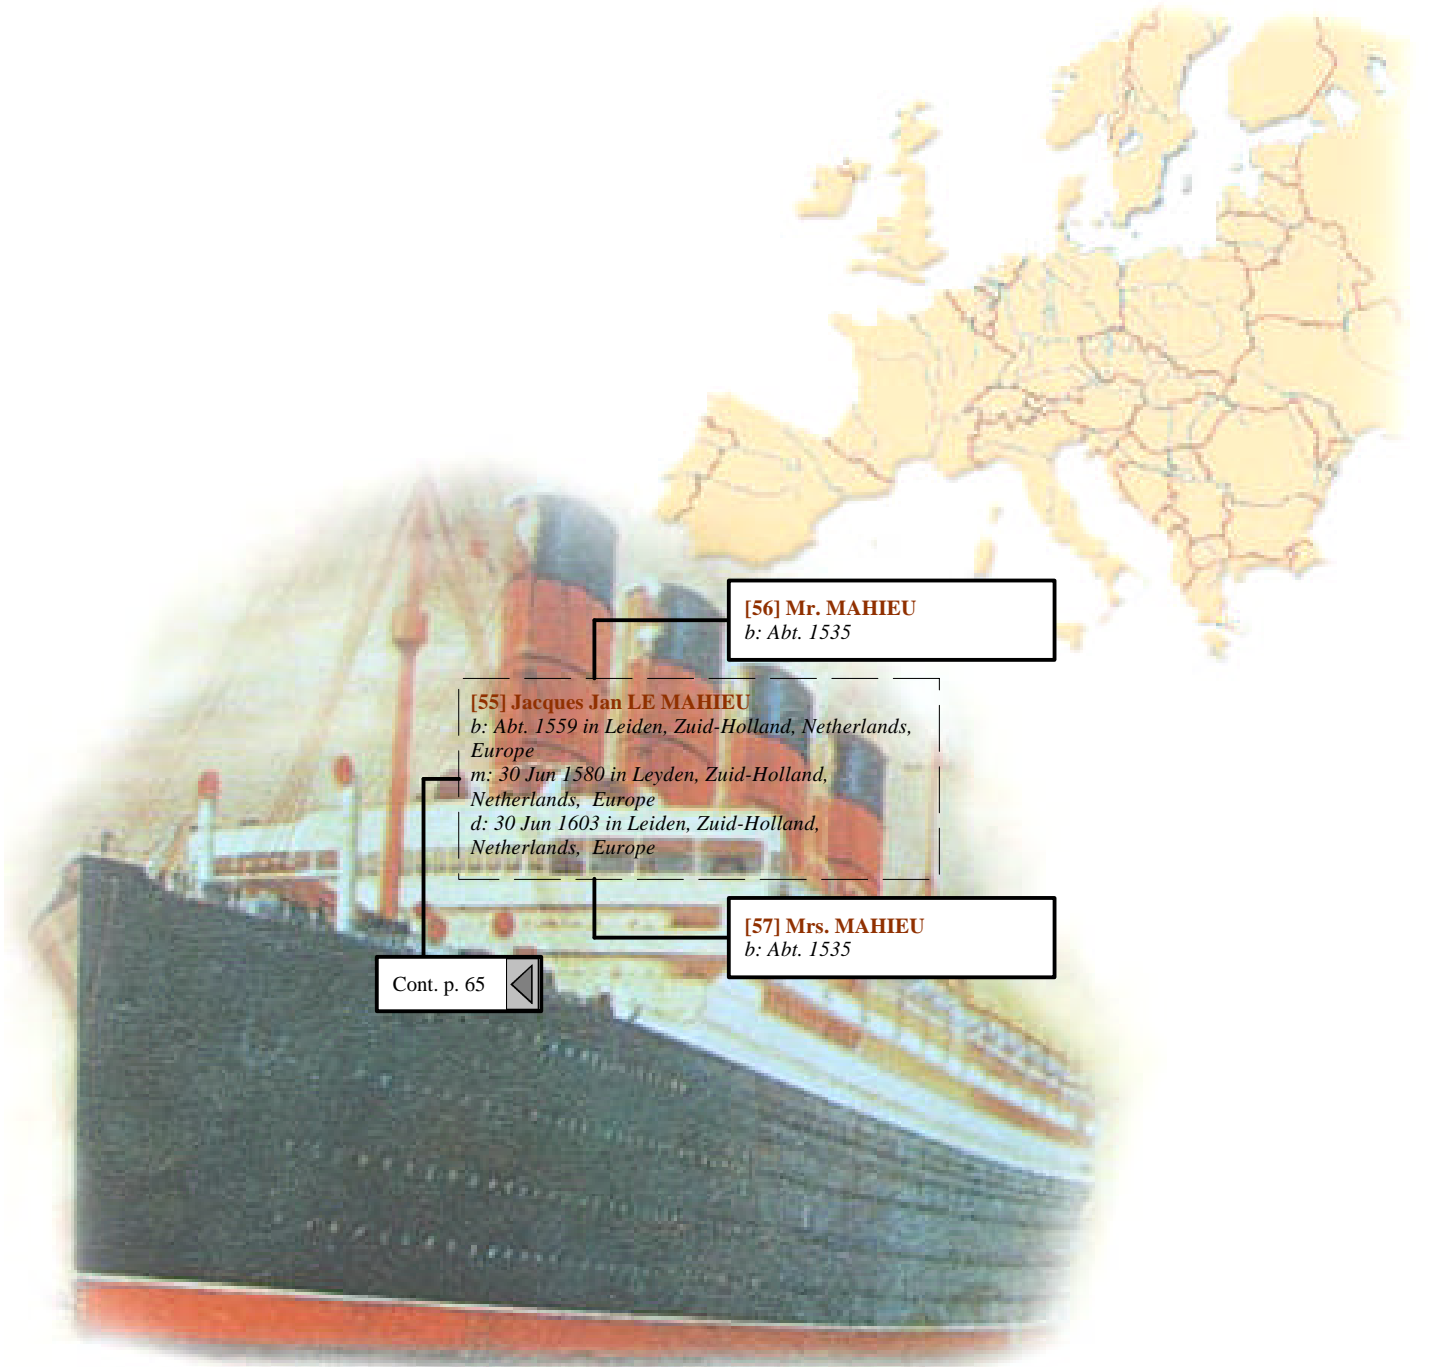 [56] Mr. MAHIEU
b: Abt. 1535
[55] Jacques Jan LE MAHIEU
b: Abt. 1559 in Leiden, Zuid-Holland, Netherlands,
Europe
m: 30 Jun 1580 in Leyden, Zuid-Holland,
Netherlands, Europe
d: 30 Jun 1603 in Leiden, Zuid-Holland,
Netherlands, Europe
[57] Mrs. MAHIEU
b: Abt. 1535
Cont. p. 65